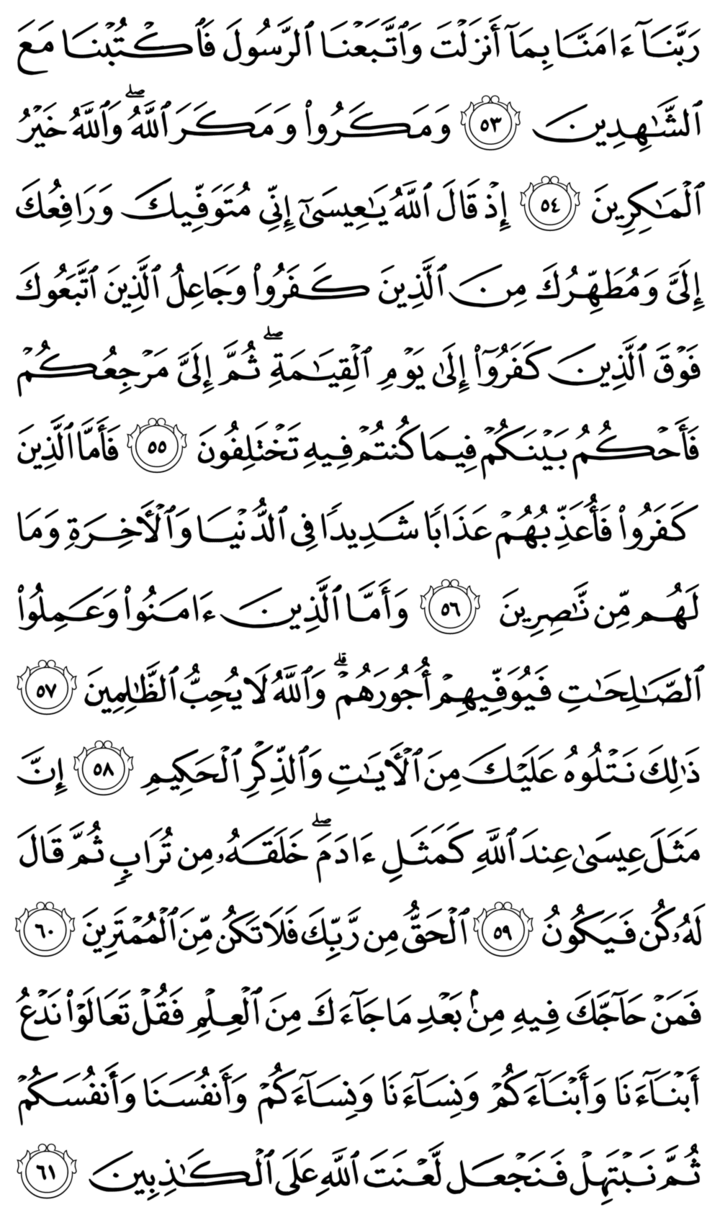 رَبَّنَآ ءَامَنَّا بِمَآ أَنزَلْتَ وَٱتَّبَعْنَا ٱلرَّسُولَ فَٱكْتُبْنَا مَعَ
ٱلشَّٰهِدِينَ ٥٣ وَمَكَرُوا۟ وَمَكَرَ ٱللَّهُ ۖ وَٱللَّهُ خَيْرُ
ٱلْمَٰكِرِينَ ٥٤ إِذْ قَالَ ٱللَّهُ يَٰعِيسَىٰٓ إِنِّى مُتَوَفِّيكَ وَرَافِعُكَ
إِلَىَّ وَمُطَهِّرُكَ مِنَ ٱلَّذِينَ كَفَرُوا۟ وَجَاعِلُ ٱلَّذِينَ ٱتَّبَعُوكَ
فَوْقَ ٱلَّذِينَ كَفَرُوٓا۟ إِلَىٰ يَوْمِ ٱلْقِيَٰمَةِ ۖ ثُمَّ إِلَىَّ مَرْجِعُكُمْ
فَأَحْكُمُ بَيْنَكُمْ فِيمَا كُنتُمْ فِيهِ تَخْتَلِفُونَ ٥٥ فَأَمَّا ٱلَّذِينَ
كَفَرُوا۟ فَأُعَذِّبُهُمْ عَذَابًا شَدِيدًا فِى ٱلدُّنْيَا وَٱلْءَاخِرَةِ وَمَا
لَهُم مِّن نَّٰصِرِينَ ٥٦ وَأَمَّا ٱلَّذِينَ ءَامَنُوا۟ وَعَمِلُوا۟
ٱلصَّٰلِحَٰتِ فَيُوَفِّيهِمْ أُجُورَهُمْ ۗ وَٱللَّهُ لَا يُحِبُّ ٱلظَّٰلِمِينَ ٥٧
ذَٰلِكَ نَتْلُوهُ عَلَيْكَ مِنَ ٱلْءَايَٰتِ وَٱلذِّكْرِ ٱلْحَكِيمِ ٥٨ إِنَّ
مَثَلَ عِيسَىٰ عِندَ ٱللَّهِ كَمَثَلِ ءَادَمَ ۖ خَلَقَهُۥ مِن تُرَابٍ ثُمَّ قَالَ
لَهُۥ كُن فَيَكُونُ ٥٩ ٱلْحَقُّ مِن رَّبِّكَ فَلَا تَكُن مِّنَ ٱلْمُمْتَرِينَ ٦٠
فَمَنْ حَآجَّكَ فِيهِ مِنۢ بَعْدِ مَا جَآءَكَ مِنَ ٱلْعِلْمِ فَقُلْ تَعَالَوْا۟ نَدْعُ
أَبْنَآءَنَا وَأَبْنَآءَكُمْ وَنِسَآءَنَا وَنِسَآءَكُمْ وَأَنفُسَنَا وَأَنفُسَكُمْ
ثُمَّ نَبْتَهِلْ فَنَجْعَل لَّعْنَتَ ٱللَّهِ عَلَى ٱلْكَٰذِبِينَ ٦١